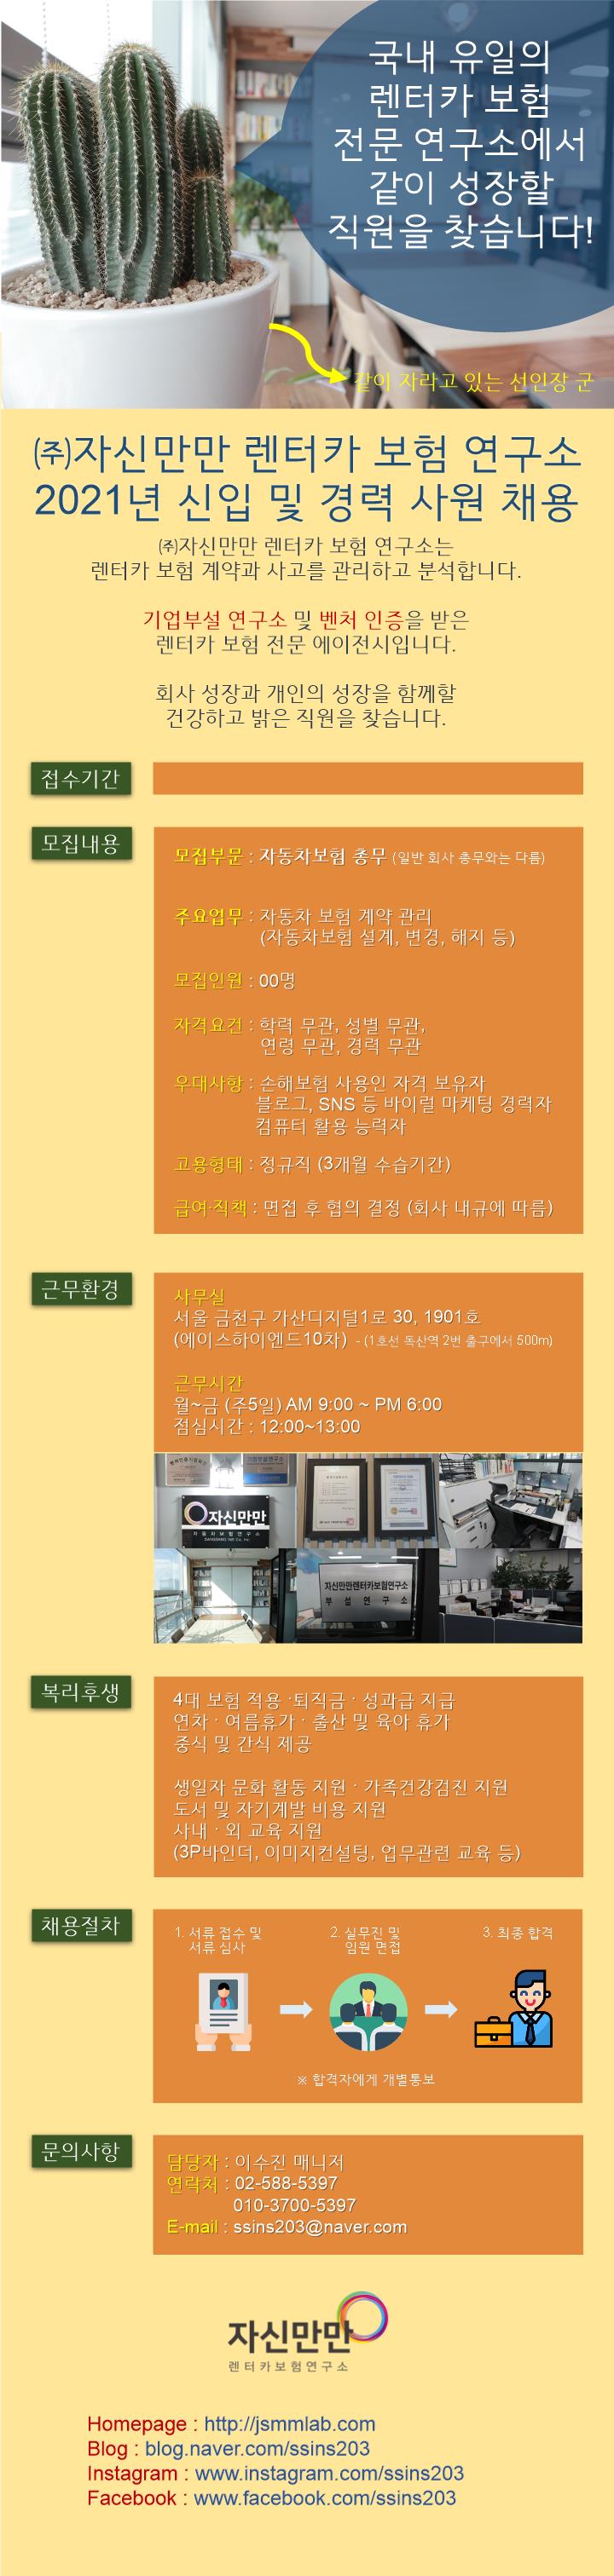 국내 유일의
렌터카 보험
전문 연구소에서
같이 성장할
직원을 찾습니다!
같이 자라고 있는 선인장 군
㈜자신만만 렌터카 보험 연구소
2021년 신입 및 경력 사원 채용
㈜자신만만 렌터카 보험 연구소는
렌터카 보험 계약과 사고를 관리하고 분석합니다.
기업부설 연구소 및 벤처 인증을 받은
렌터카 보험 전문 에이전시입니다.
회사 성장과 개인의 성장을 함께할
건강하고 밝은 직원을 찾습니다.
접수기간
모집내용
모집부문 : 자동차보험 총무 (일반 회사 총무와는 다름)
주요업무 : 자동차 보험 계약 관리
(자동차보험 설계, 변경, 해지 등)
모집인원 : 00명
자격요건 : 학력 무관, 성별 무관,
연령 무관, 경력 무관
우대사항 : 손해보험 사용인 자격 보유자
블로그, SNS 등 바이럴 마케팅 경력자
컴퓨터 활용 능력자
고용형태 : 정규직 (3개월 수습기간)
급여·직책 : 면접 후 협의 결정 (회사 내규에 따름)
근무환경
사무실
서울 금천구 가산디지털1로 30, 1901호
(에이스하이엔드10차) - (1호선 독산역 2번 출구에서 500m)
근무시간
월~금 (주5일) AM 9:00 ~ PM 6:00
점심시간 : 12:00~13:00
자신만만
자동차보험연구소
자신만만렌터카보험연구소
부설연구소
복리후생
4대 보험 적용 ·퇴직금 · 성과급 지급
연차 · 여름휴가 · 출산 및 육아 휴가
중식 및 간식 제공
생일자 문화 활동 지원 · 가족건강검진 지원
도서 및 자기계발 비용 지원
사내 · 외 교육 지원
(3P바인더, 이미지컨설팅, 업무관련 교육 등)
채용절차
1. 서류 접수 및
서류 심사
2. 실무진 및
임원 면접
3. 최종 합격
※ 합격자에게 개별통보
문의사항
담당자 : 이수진 매니저
연락처 : 02-588-5397
010-3700-5397
E-mail : ssins203@naver.com
자신만만
렌터카보험연구소
Homepage : http://jsmmlab.com
Blog : blog.naver.com/ssins203
Instagram : www.instagram.com/ssins203
Facebook : www.facebook.com/ssins203